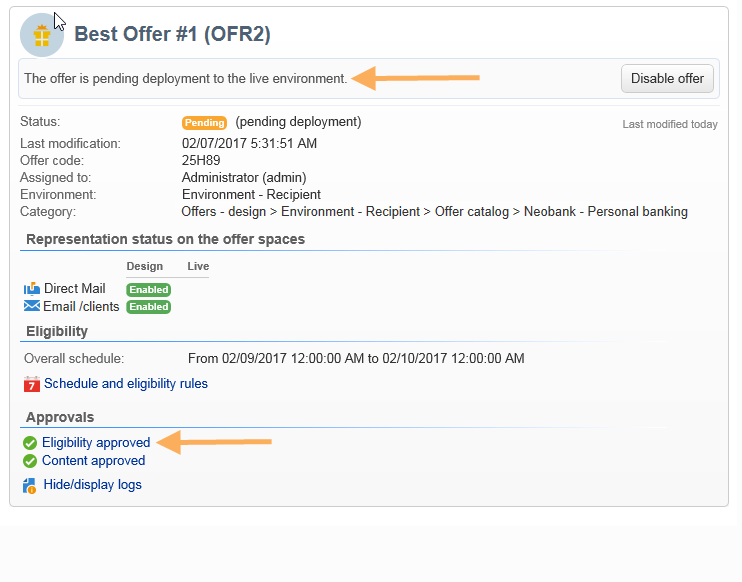 Best Offer #1 (OFR2)
The offer is pending deployment to the live environment.
Disable offer
Status: Pending (pending deployment)
Last modified today
Last modification: 02/07/2017 5:31:51 AM
Offer code: 25H89
Assigned to: Administrator (admin)
Environment: Environment - Recipient
Category: Offers - design > Environment - Recipient > Offer catalog > Neobank - Personal banking
Representation status on the offer spaces
Design Live
Direct Mail Enabled
Email /clients Enabled
Eligibility
Overall schedule: From 02/09/2017 12:00:00 AM to 02/10/2017 12:00:00 AM
7 Schedule and eligibility rules
Approvals
Eligibility approved
Content approved
Hide/display logs